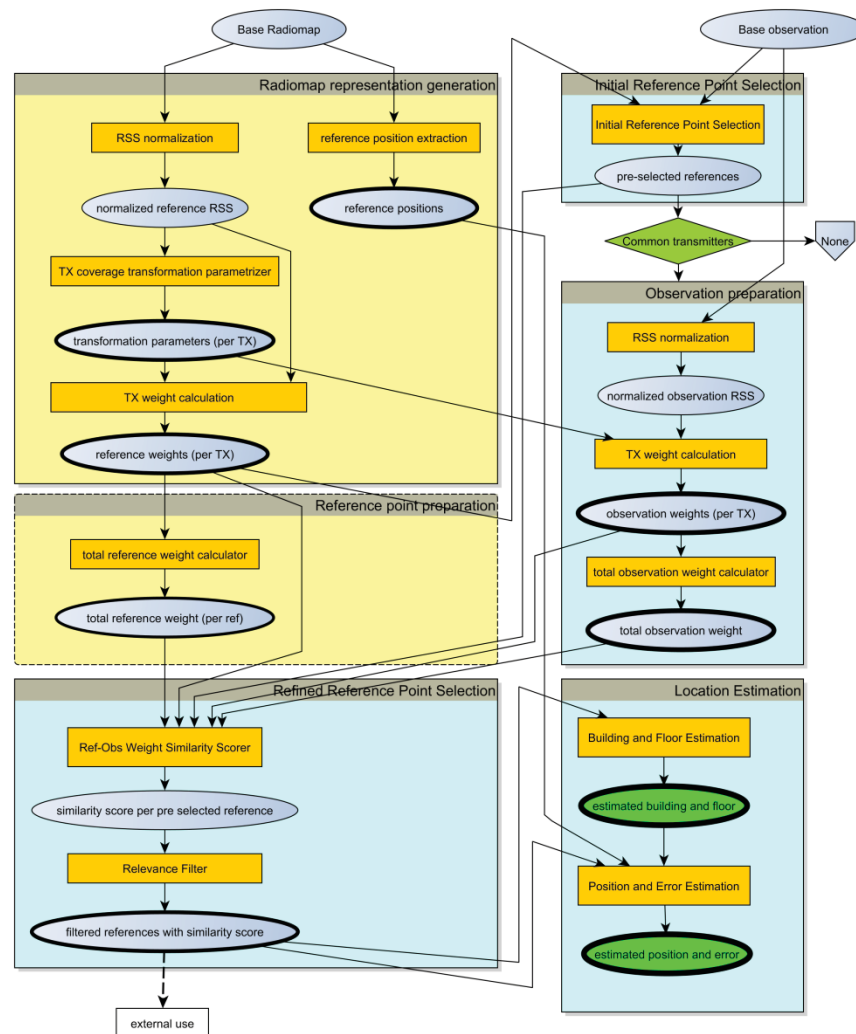 Base Radiomap
Base observation
Radiomap representation generation
RSS normalization
reference position extraction
normalized reference RSS
reference positions
TX coverage transformation parametrizer
transformation parameters (per TX)
TX weight calculation
reference weights (per TX)
Initial Reference Point Selection
Initial Reference Point Selection
pre-selected references
Common transmitters
None
Observation preparation
RSS normalization
normalized observation RSS
TX weight calculation
observation weights (per TX)
total observation weight calculator
total observation weight
Reference point preparation
total reference weight calculator
total reference weight (per ref)
Refined Reference Point Selection
Ref-Obs Weight Similarity Scorer
similarity score per pre selected reference
Relevance Filter
filtered references with similarity score
external use
Location Estimation
Building and Floor Estimation
estimated building and floor
Position and Error Estimation
estimated position and error